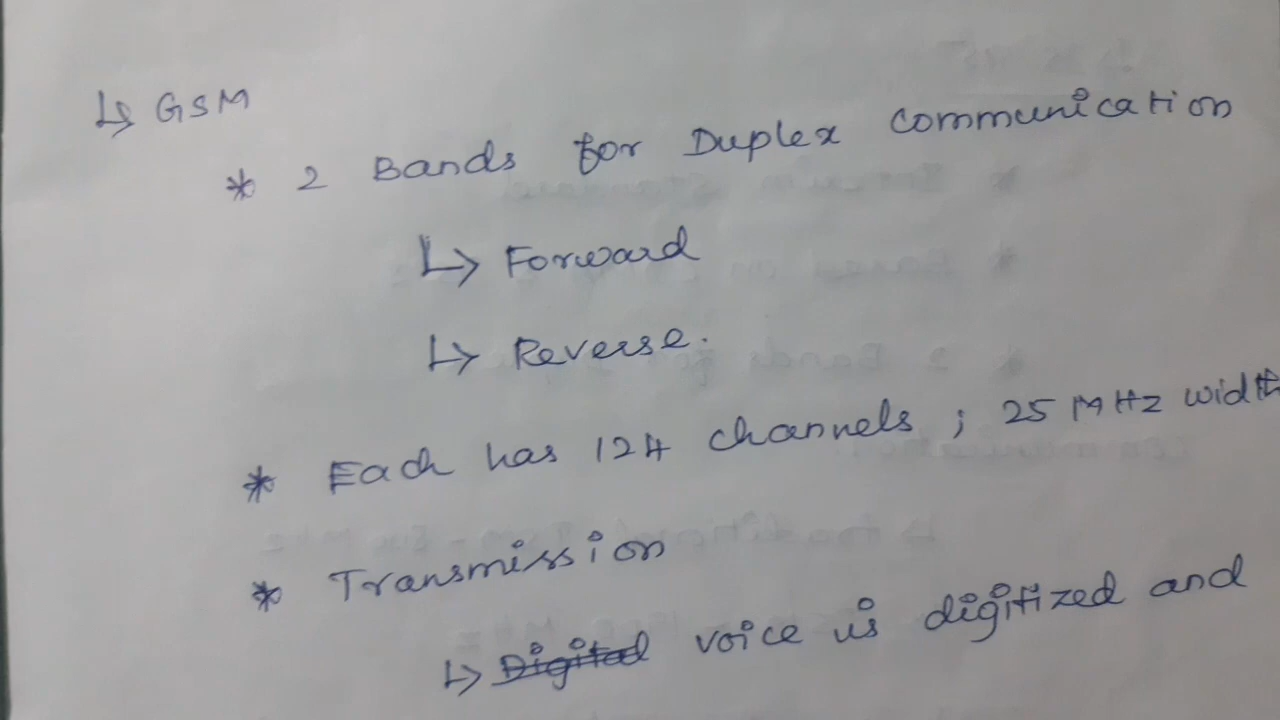 ↳ GSM
* 2 Bands for Duplex Communication
↳ Forward
↳ Reverse.
* Each has 124 channels ; 25 MHz width
* Transmission
↳ Digital voice is digitized and